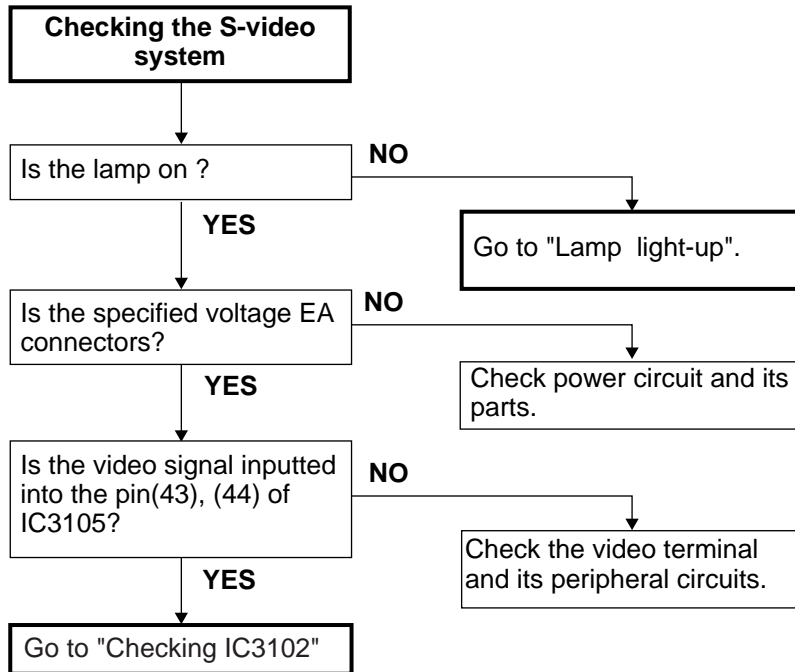 Checking the S-video
system
NO
Is the lamp on ?
YES
Go to "Lamp light-up".
NO
Is the specified voltage EA
connectors?
YES
Check power circuit and its
parts.
Is the video signal inputted
into the pin(43), (44) of
IC3105?
NO
Check the video terminal
and its peripheral circuits.
YES
Go to "Checking IC3102"